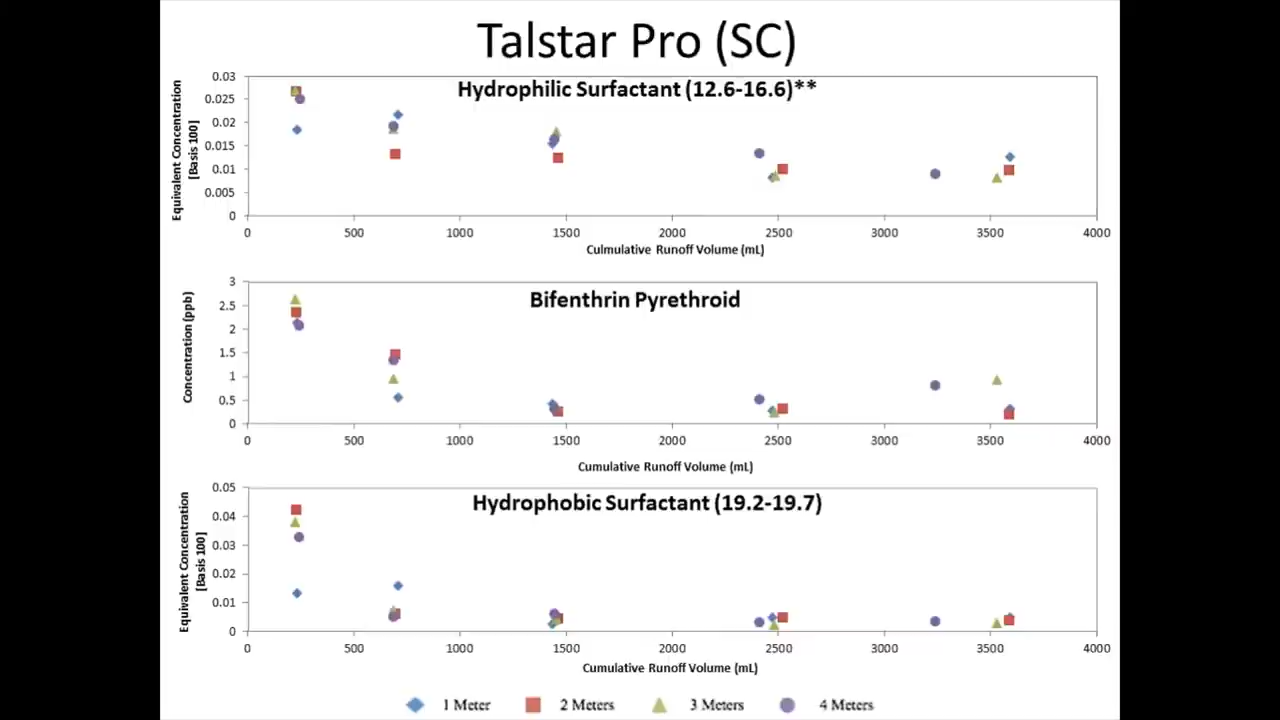 Talstar Pro (SC)
Hydrophilic Surfactant (12.6-16.6)**
Equivalent Concentration
[Basis 100]
0.03
0.025
0.02
0.015
0.01
0.005
0
0 500 1000 1500 2000 2500 3000 3500 4000
Culmulative Runoff Volume (mL)
Bifenthrin Pyrethroid
Concentration (ppb)
3
2.5
2
1.5
1
0.5
0
0 500 1000 1500 2000 2500 3000 3500 4000
Cumulative Runoff Volume (mL)
Hydrophobic Surfactant (19.2-19.7)
Equivalent Concentration
[Basis 100]
0.05
0.04
0.03
0.02
0.01
0
0 500 1000 1500 2000 2500 3000 3500 4000
Cumulative Runoff Volume (mL)
1 Meter 2 Meters 3 Meters 4 Meters